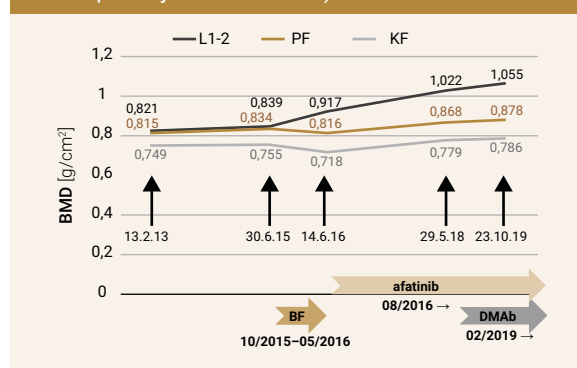 L1-2 PF KF
1,2
1
0,8
0,6
0,4
0,2
0
BMD [g/cm²]
0,821 0,839 0,917 1,022 1,055
0,815 0,834 0,816 0,868 0,878
0,749 0,755 0,718 0,779 0,786
13.2.13 30.6.15 14.6.16 29.5.18 23.10.19
afatinib
08/2016 →
BF
DMAb
10/2015–05/2016
02/2019 →